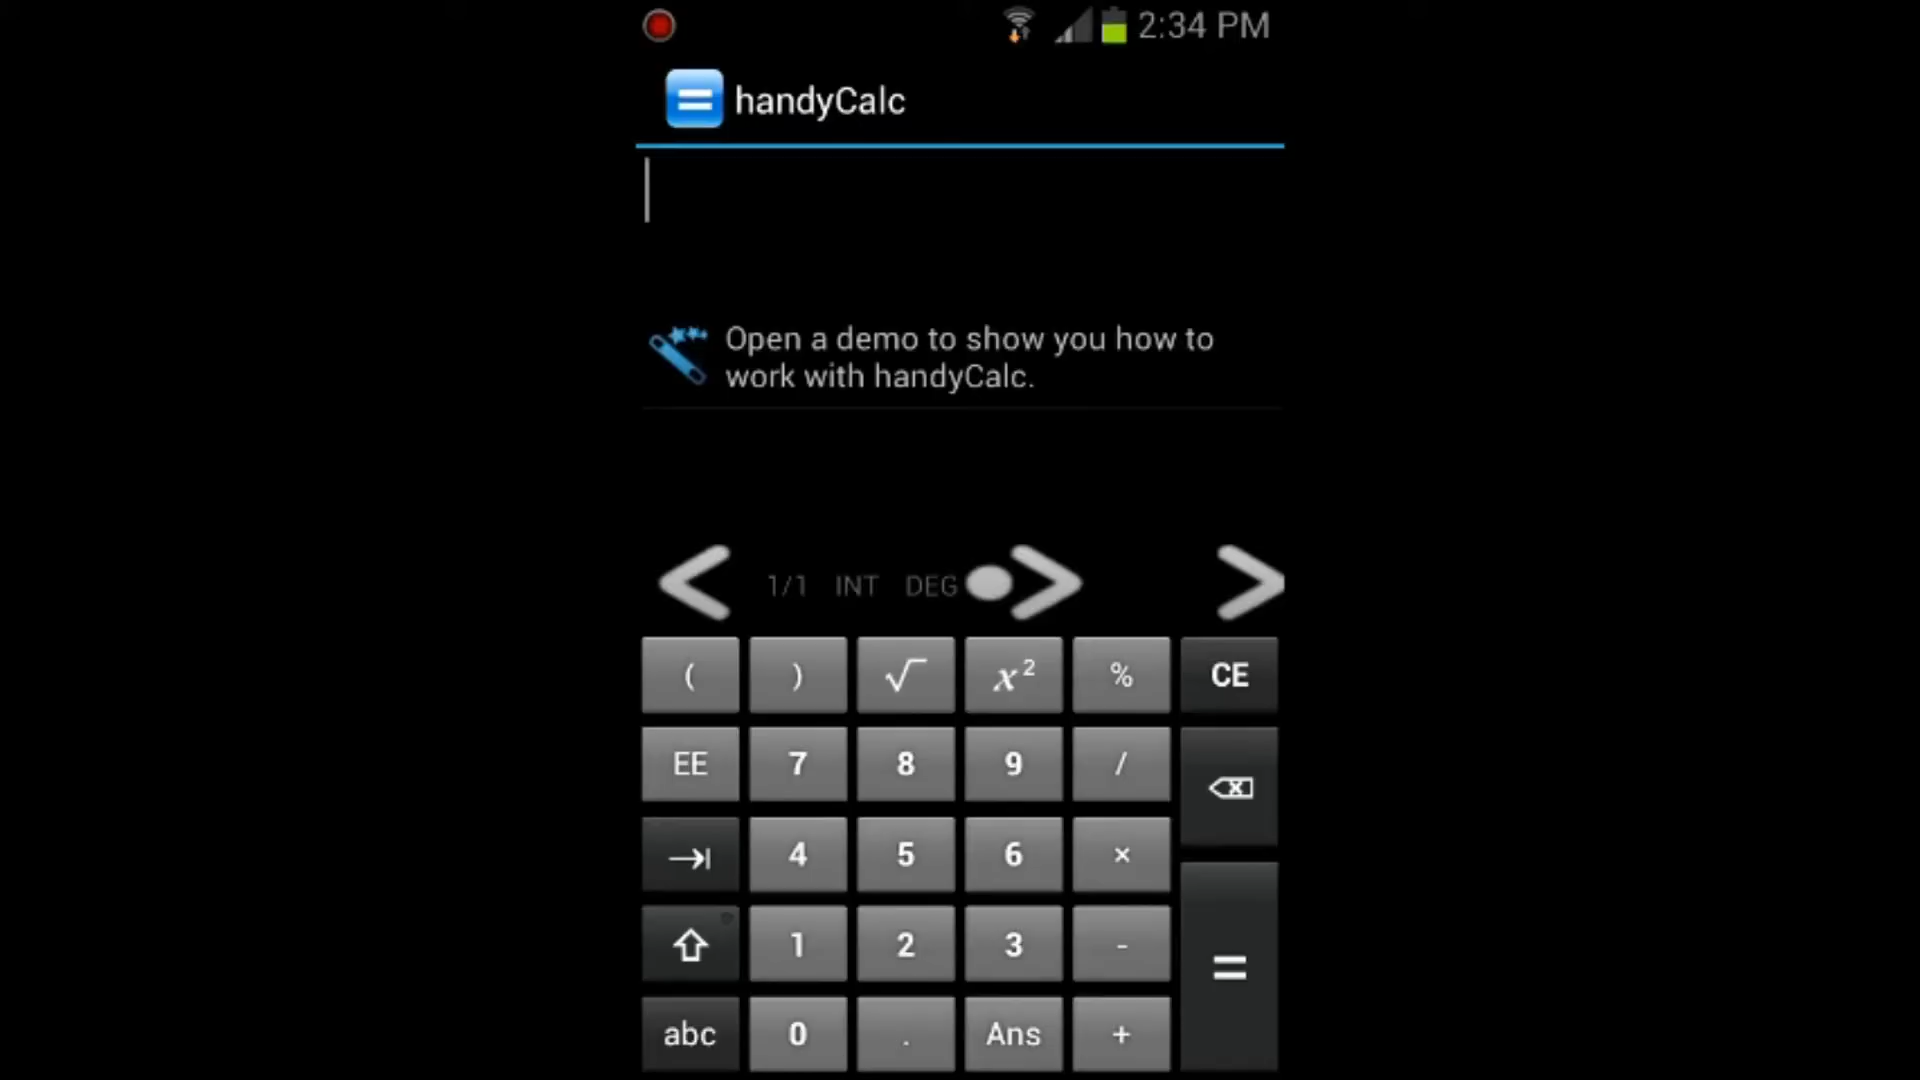 2:34 PM
handyCalc
Open a demo to show you how to
work with handyCalc.
1/1 INT DEG
( ) √ x² % CE
EE 7 8 9 /
4 5 6 ×
1 2 3 -
=
abc 0 . Ans +